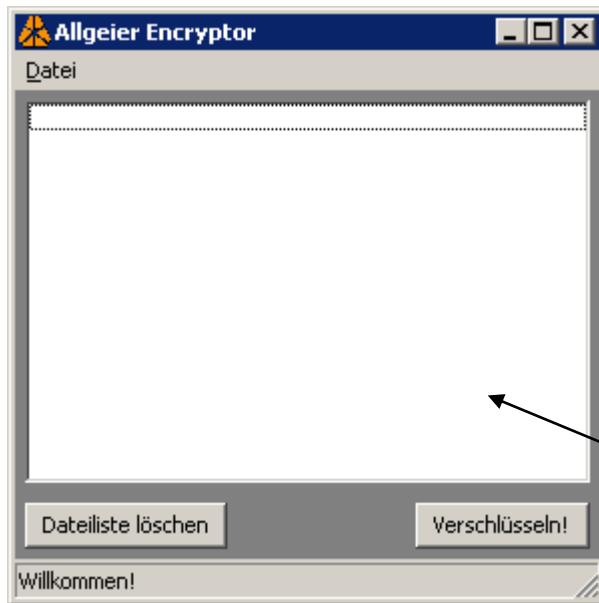 Allgeier Encryptor
Datei
Dateiliste löschen Verschlüsseln!
Willkommen!